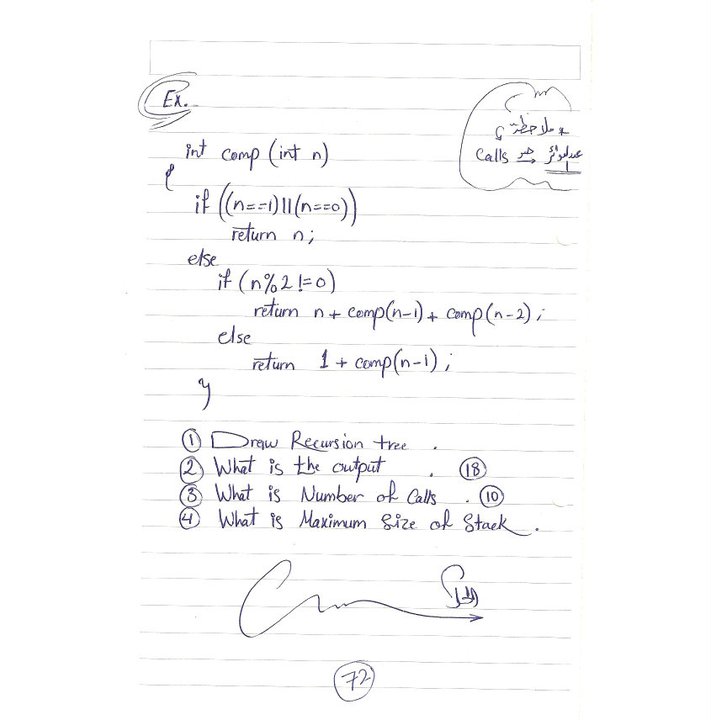 Ex.
* ملاحظة
Calls
int comp (int n)
{
if ((n==1)||(n==0))
return n;
else
if (n%2!=0)
return n + comp(n-1) + comp(n-2);
else
return 1 + comp(n-1);
}
① Draw Recursion tree.
② What is the output. ⑱
③ What is Number of Calls. ⑩
④ What is Maximum Size of Stack.
الحل
72